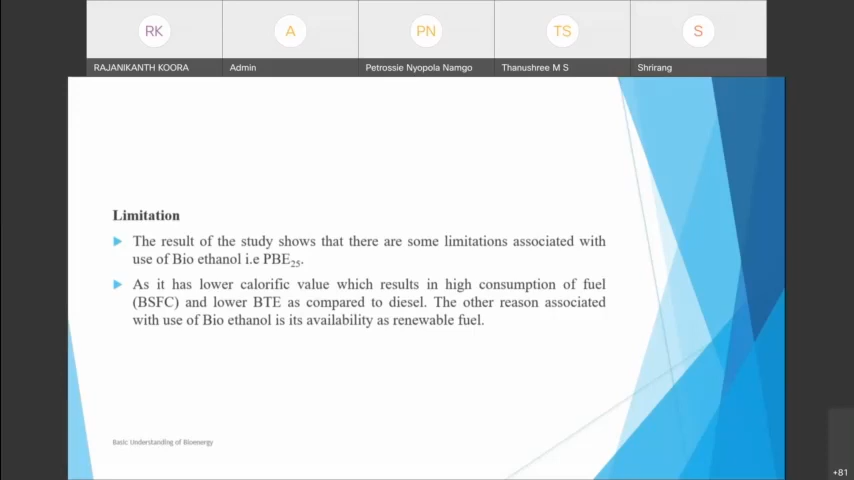 RK
A
PN
TS
S
RAJANIKANTH KOORA
Admin
Petrossie Nyopola Namgo
Thanushree M S
Shrirang
Limitation
The result of the study shows that there are some limitations associated with
use of Bio ethanol i.e PBE₂₅.
As it has lower calorific value which results in high consumption of fuel
(BSFC) and lower BTE as compared to diesel. The other reason associated
with use of Bio ethanol is its availability as renewable fuel.
Basic Understanding of Bioenergy
+81